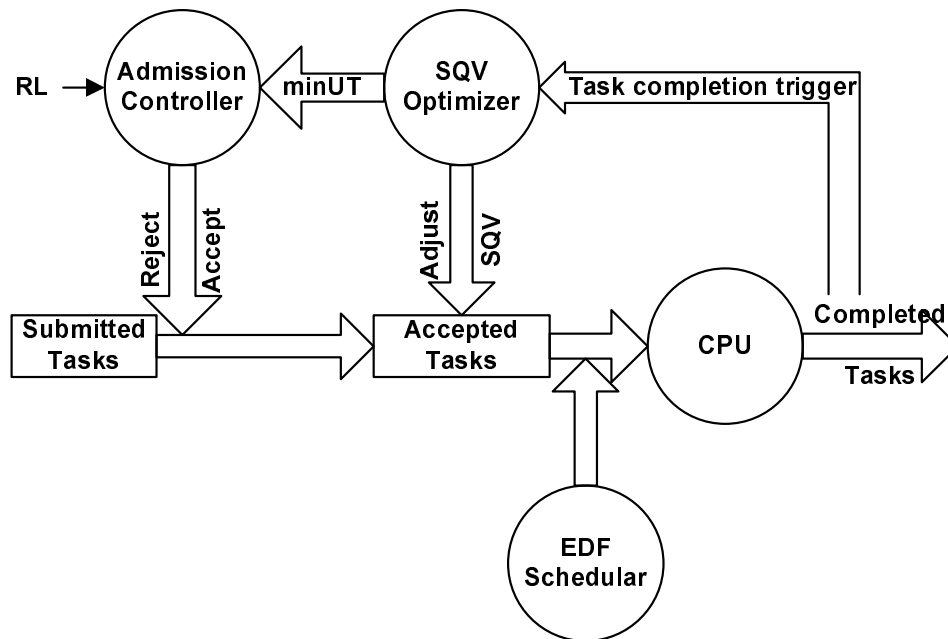 RL
Admission
Controller
minUT
SQV
Optimizer
Task completion trigger
Reject
Accept
Adjust
SQV
Submitted
Tasks
Accepted
Tasks
CPU
Completed
Tasks
EDF
Schedular